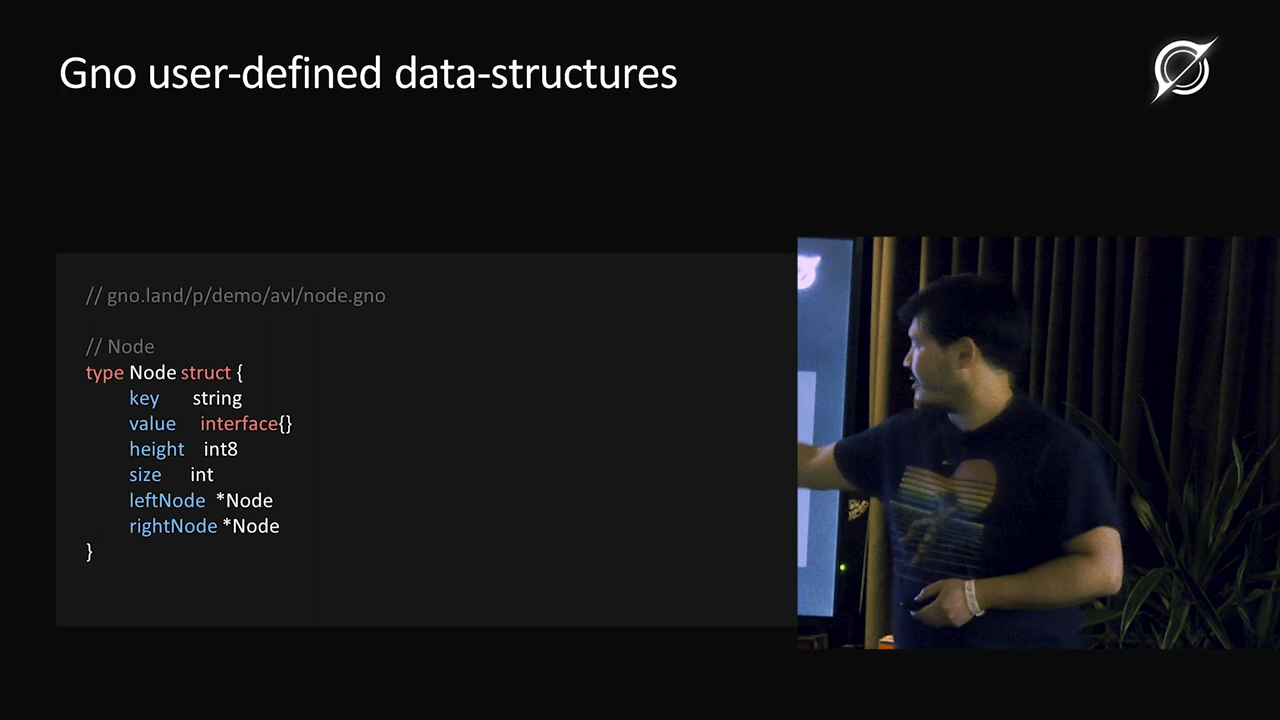 Gno user-defined data-structures
// gno.land/p/demo/avl/node.gno
// Node
type Node struct {
key string
value interface{}
height int8
size int
leftNode *Node
rightNode *Node
}